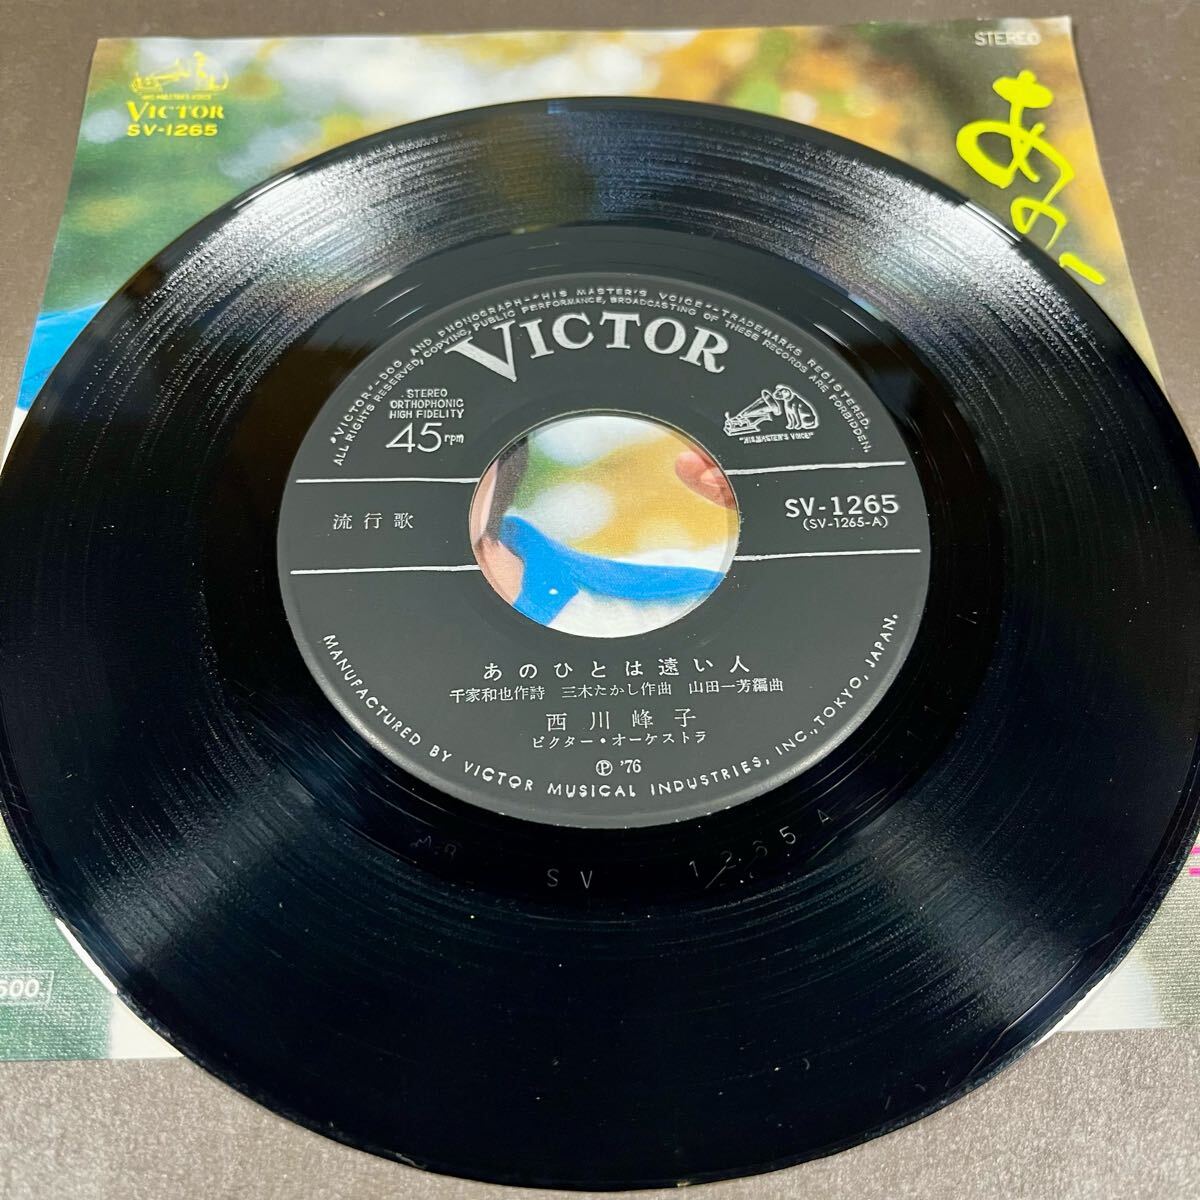 STEREO
"HIS MASTER'S VOICE"
VICTOR
SV-1265
あの
"VICTOR"-DOG AND PHONOGRAPH-"HIS MASTER'S VOICE"-TRADEMARKS REGISTERED.
ALL RIGHTS RESERVED, COPYING, PUBLIC PERFORMANCE, BROADCASTING OF THESE RECORDS ARE FORBIDDEN.
VICTOR
STEREO
ORTHOPHONIC
HIGH FIDELITY
45rpm
"HIS MASTER'S VOICE"
流行歌
SV-1265
(SV-1265-A)
あのひとは遠い人
千家和也作詩 三木たかし作曲 山田一芳編曲
西川峰子
ビクター・オーケストラ
Ⓟ '76
MANUFACTURED BY VICTOR MUSICAL INDUSTRIES, INC., TOKYO, JAPAN.
SV 1265 A